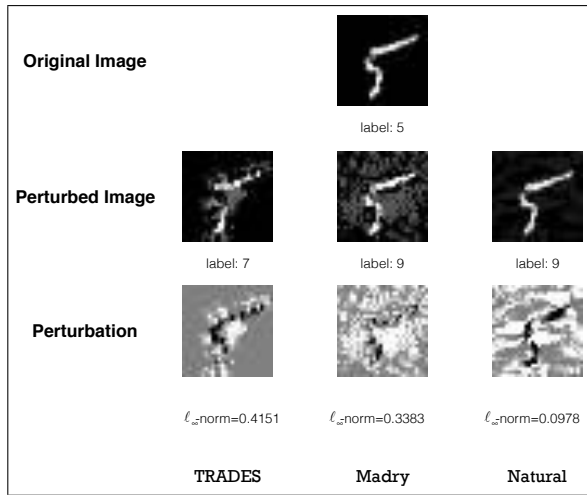 Original Image
label: 5
Perturbed Image
label: 7 label: 9 label: 9
Perturbation
ℓ∞-norm=0.4151 ℓ∞-norm=0.3383 ℓ∞-norm=0.0978
TRADES Madry Natural